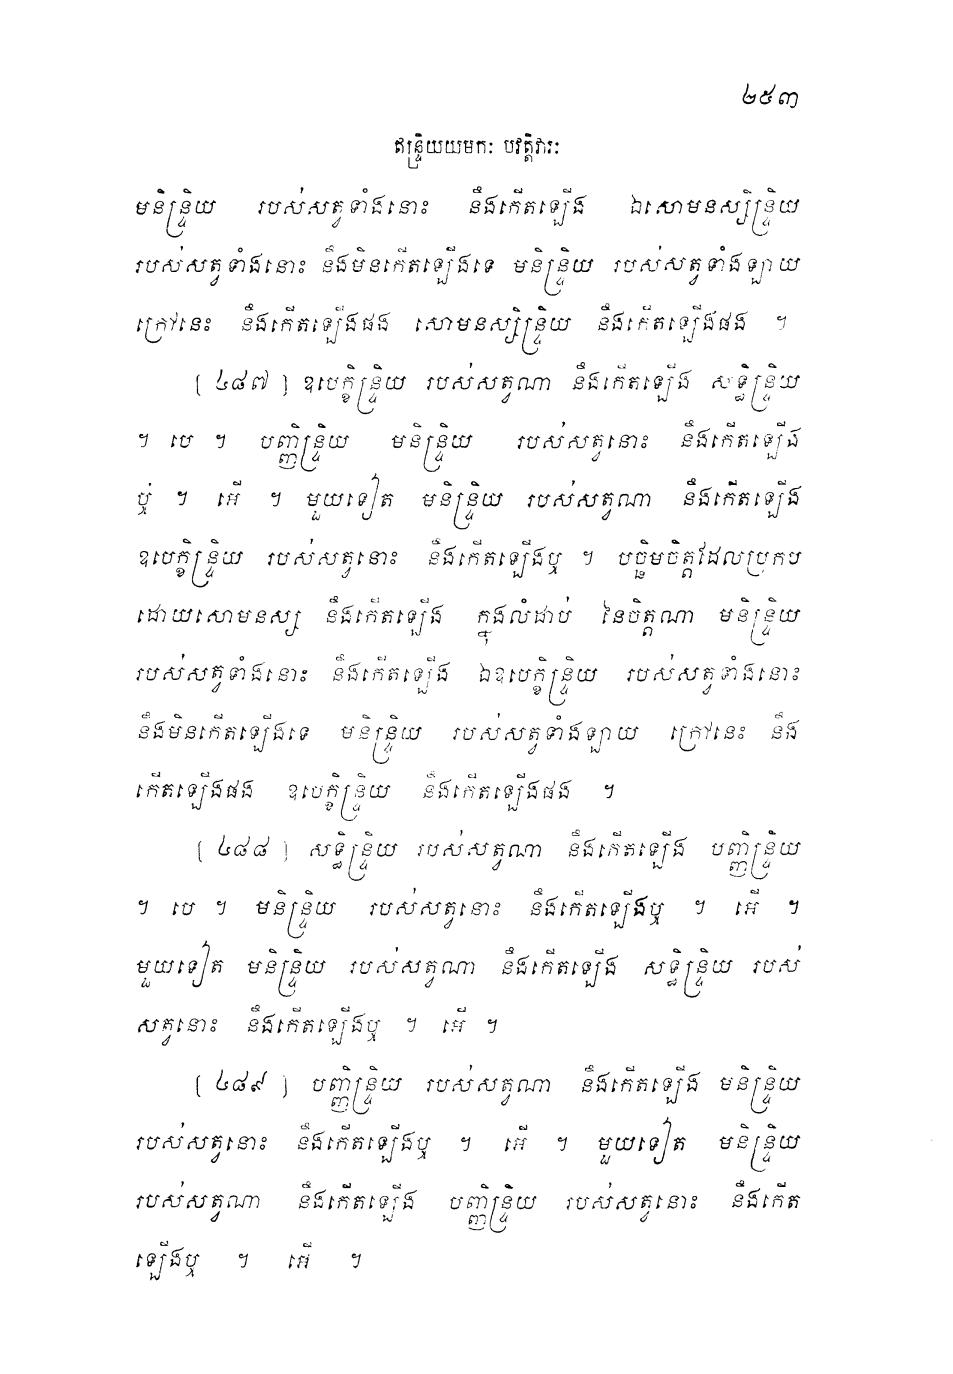 ២៥៣
ឥន្ទ្រិយយមកៈ បវត្តិវារៈ
មនិន្ទ្រិយ របស់សត្វទាំងនោះ នឹងកើតឡើង ឯសោមនស្សិន្ទ្រិយ
របស់សត្វទាំងនោះ នឹងមិនកើតឡើងទេ មនិន្ទ្រិយ របស់សត្វទាំងឡាយ
ក្រៅនេះ នឹងកើតឡើងផង សោមនស្សិន្ទ្រិយ នឹងកើតឡើងផង ។
[ ៤៨៧ ] ឧបេក្ខិន្ទ្រិយ របស់សត្វណា នឹងកើតឡើង សទ្ធិន្ទ្រិយ
។ បេ ។ បញ្ញិន្ទ្រិយ មនិន្ទ្រិយ របស់សត្វនោះ នឹងកើតឡើង
ឬ ។ អើ ។ មួយទៀត មនិន្ទ្រិយ របស់សត្វណា នឹងកើតឡើង
ឧបេក្ខិន្ទ្រិយ របស់សត្វនោះ នឹងកើតឡើងឬ ។ បច្ឆិមចិត្តដែលប្រកប
ដោយសោមនស្ស នឹងកើតឡើង ក្នុងលំដាប់ នៃចិត្តណា មនិន្ទ្រិយ
របស់សត្វទាំងនោះ នឹងកើតឡើង ឯឧបេក្ខិន្ទ្រិយ របស់សត្វទាំងនោះ
នឹងមិនកើតឡើងទេ មនិន្ទ្រិយ របស់សត្វទាំងឡាយ ក្រៅនេះ នឹង
កើតឡើងផង ឧបេក្ខិន្ទ្រិយ នឹងកើតឡើងផង ។
[ ៤៨៨ ] សទ្ធិន្ទ្រិយ របស់សត្វណា នឹងកើតឡើង បញ្ញិន្ទ្រិយ
។ បេ ។ មនិន្ទ្រិយ របស់សត្វនោះ នឹងកើតឡើងឬ ។ អើ ។
មួយទៀត មនិន្ទ្រិយ របស់សត្វណា នឹងកើតឡើង សទ្ធិន្ទ្រិយ របស់
សត្វនោះ នឹងកើតឡើងឬ ។ អើ ។
[ ៤៨៩ ] បញ្ញិន្ទ្រិយ របស់សត្វណា នឹងកើតឡើង មនិន្ទ្រិយ
របស់សត្វនោះ នឹងកើតឡើងឬ ។ អើ ។ មួយទៀត មនិន្ទ្រិយ
របស់សត្វណា នឹងកើតឡើង បញ្ញិន្ទ្រិយ របស់សត្វនោះ នឹងកើត
ឡើងឬ ។ អើ ។